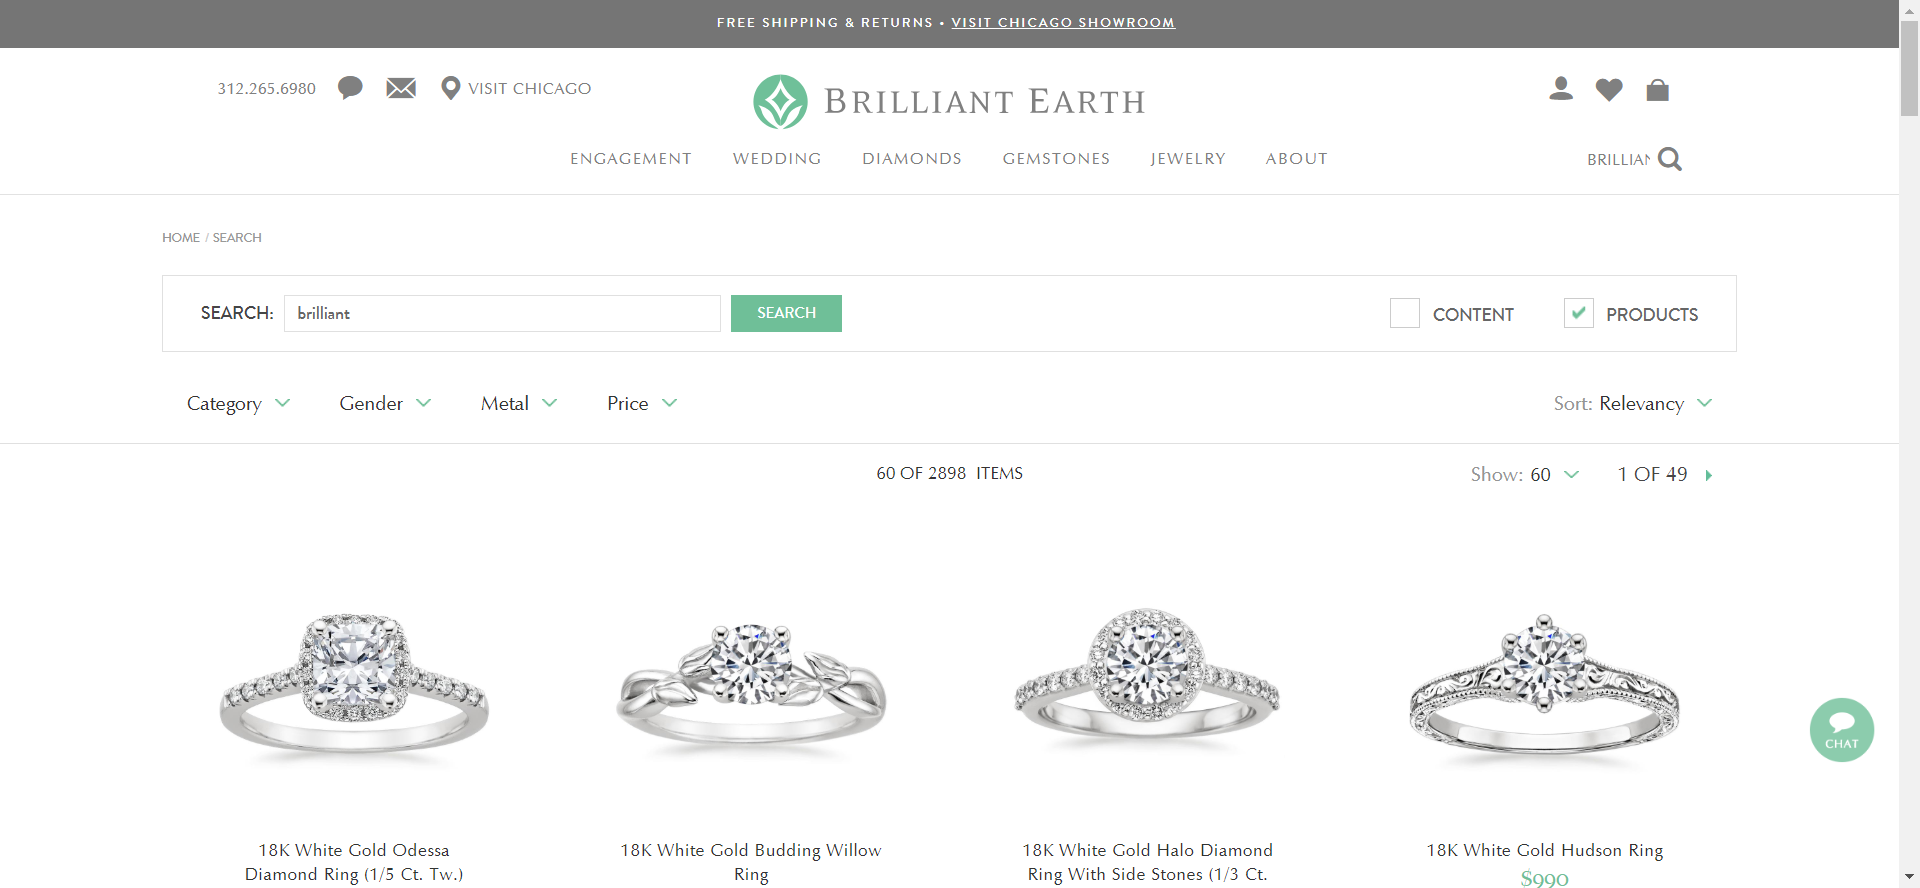 FREE SHIPPING & RETURNS • VISIT CHICAGO SHOWROOM
312.265.6980
VISIT CHICAGO
BRILLIANT EARTH
ENGAGEMENT WEDDING DIAMONDS GEMSTONES JEWELRY ABOUT
BRILLIAN
HOME / SEARCH
SEARCH: brilliant SEARCH
CONTENT PRODUCTS
Category Gender Metal Price
Sort: Relevancy
60 OF 2898 ITEMS
Show: 60 1 OF 49
CHAT
18K White Gold Odessa
Diamond Ring (1/5 Ct. Tw.)
18K White Gold Budding Willow
Ring
18K White Gold Halo Diamond
Ring With Side Stones (1/3 Ct.
18K White Gold Hudson Ring
$990